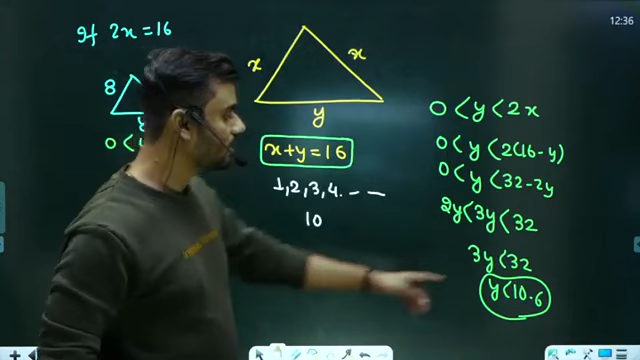 If 2x = 16
12:36
8
x
x
y
0 <
x + y = 16
1, 2, 3, 4 . - -
10
0 < y < 2x
0 < y < 2(16 - y)
0 < y < 32 - 2y
2y < 3y < 32
3y < 32
y < 10.6